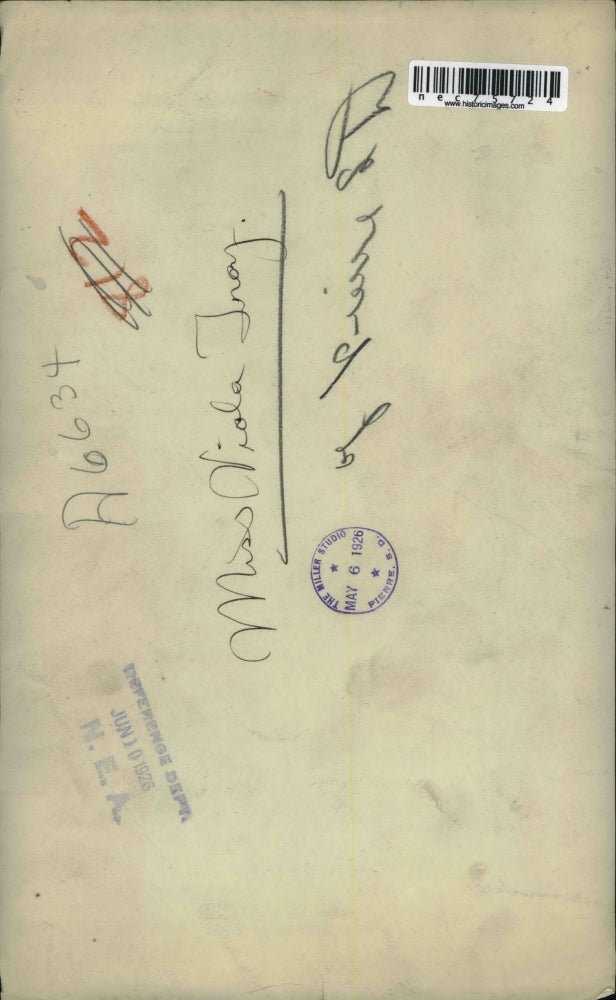 nec75724
www.historicimages.com
A6634
Miss Viola Troy.
of Pierre S D
THE MILLER STUDIO
MAY 6 1926
PIERRE, S. D.
REFERENCE DEPT.
JUN 10 1926
N. E. A.